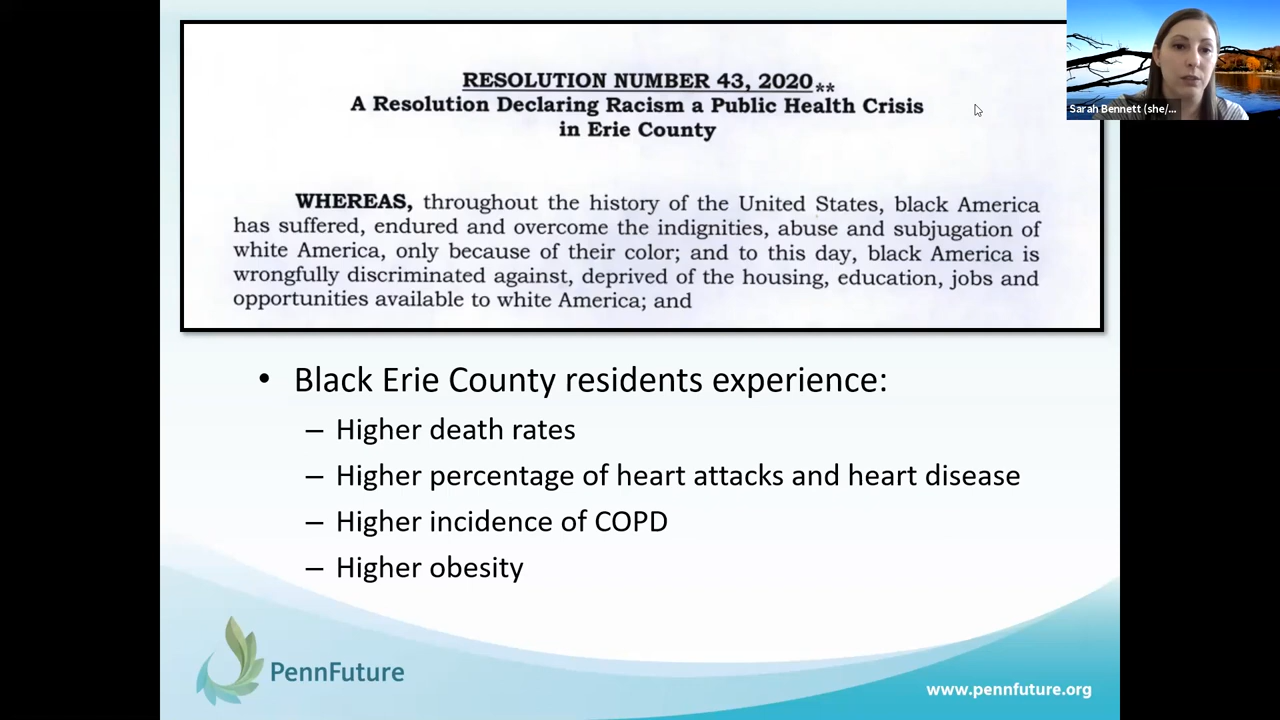 RESOLUTION NUMBER 43, 2020**
A Resolution Declaring Racism a Public Health Crisis
in Erie County
WHEREAS, throughout the history of the United States, black America
has suffered, endured and overcome the indignities, abuse and subjugation of
white America, only because of their color; and to this day, black America is
wrongfully discriminated against, deprived of the housing, education, jobs and
opportunities available to white America; and
Sarah Bennett (she/...
• Black Erie County residents experience:
– Higher death rates
– Higher percentage of heart attacks and heart disease
– Higher incidence of COPD
– Higher obesity
PennFuture
www.pennfuture.org